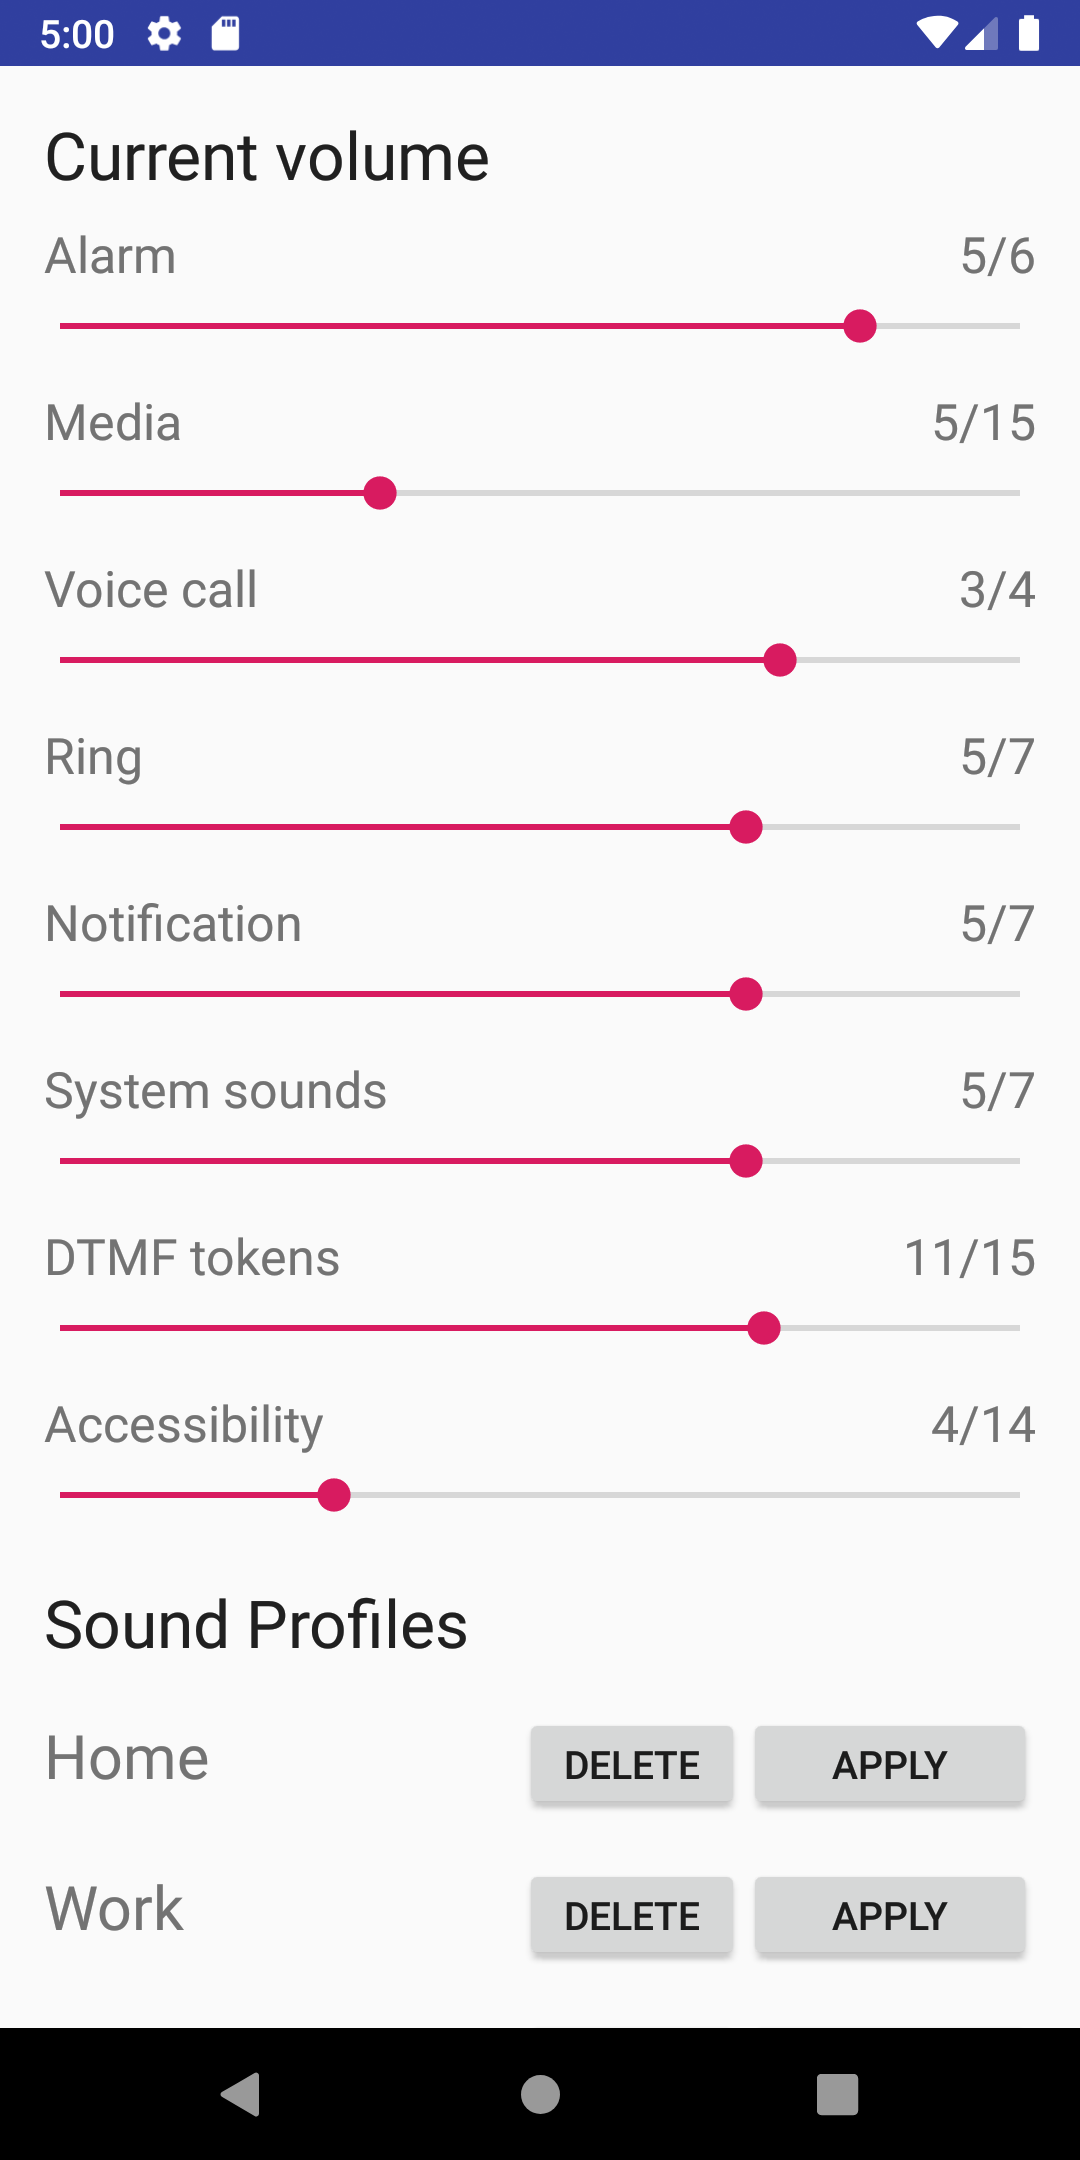 5:00
Current volume
Alarm 5/6
Media 5/15
Voice call 3/4
Ring 5/7
Notification 5/7
System sounds 5/7
DTMF tokens 11/15
Accessibility 4/14
Sound Profiles
Home DELETE APPLY
Work DELETE APPLY